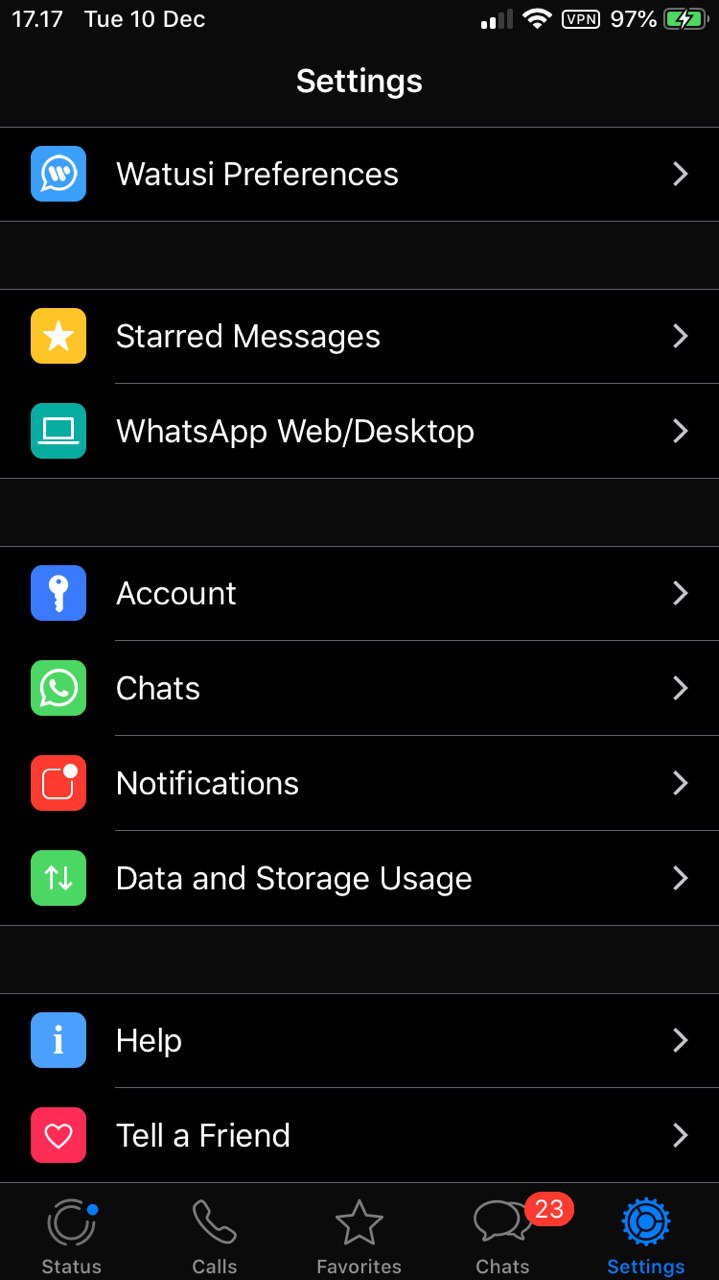 17.17 Tue 10 Dec VPN 97%
Settings
Watusi Preferences
Starred Messages
WhatsApp Web/Desktop
Account
Chats
Notifications
Data and Storage Usage
Help
Tell a Friend
23
Status Calls Favorites Chats Settings